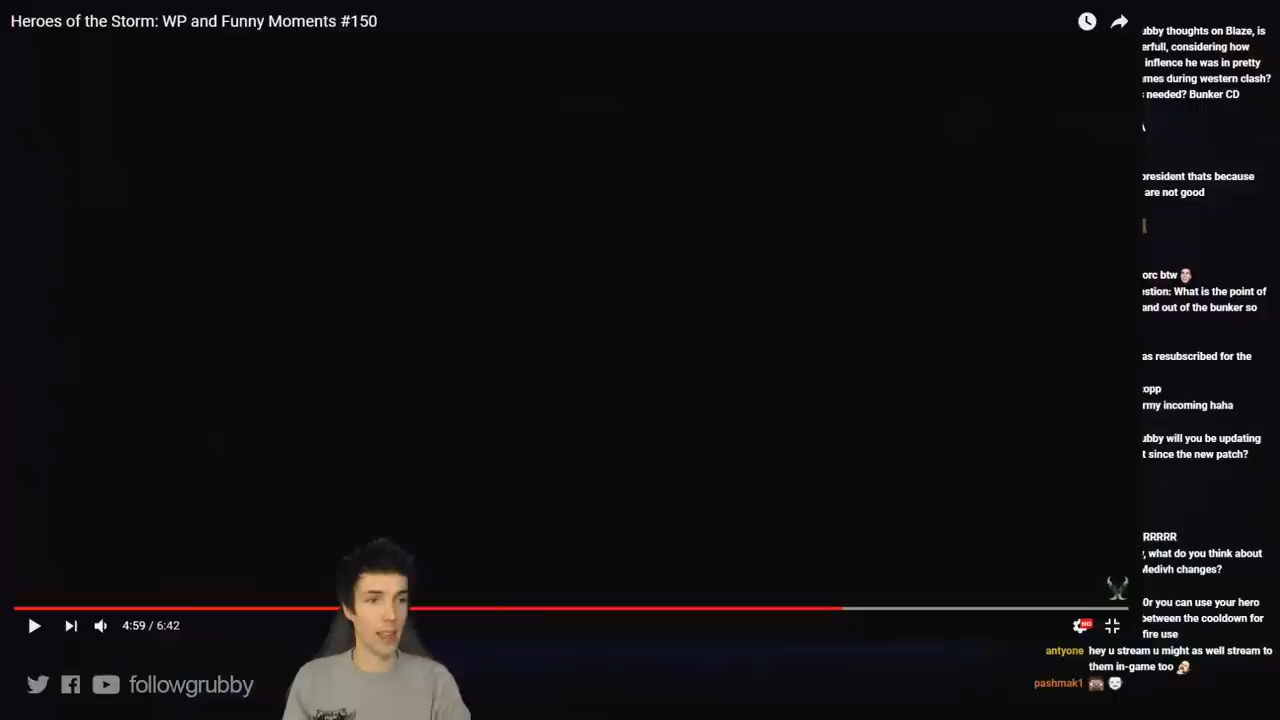 Heroes of the Storm: WP and Funny Moments #150
ubby thoughts on Blaze, is
erfull, considering how
inflence he was in pretty
mes during western clash?
s needed? Bunker CD
president thats because
are not good
orc btw
estion: What is the point of
and out of the bunker so
as resubscribed for the
topp
rmy incoming haha
ubby will you be updating
t since the new patch?
RRRRR
, what do you think about
Medivh changes?
Or you can use your hero
between the cooldown for
fire use
antyone hey u stream u might as well stream to
them in-game too
pashmak1
4:59 / 6:42
HD
followgrubby